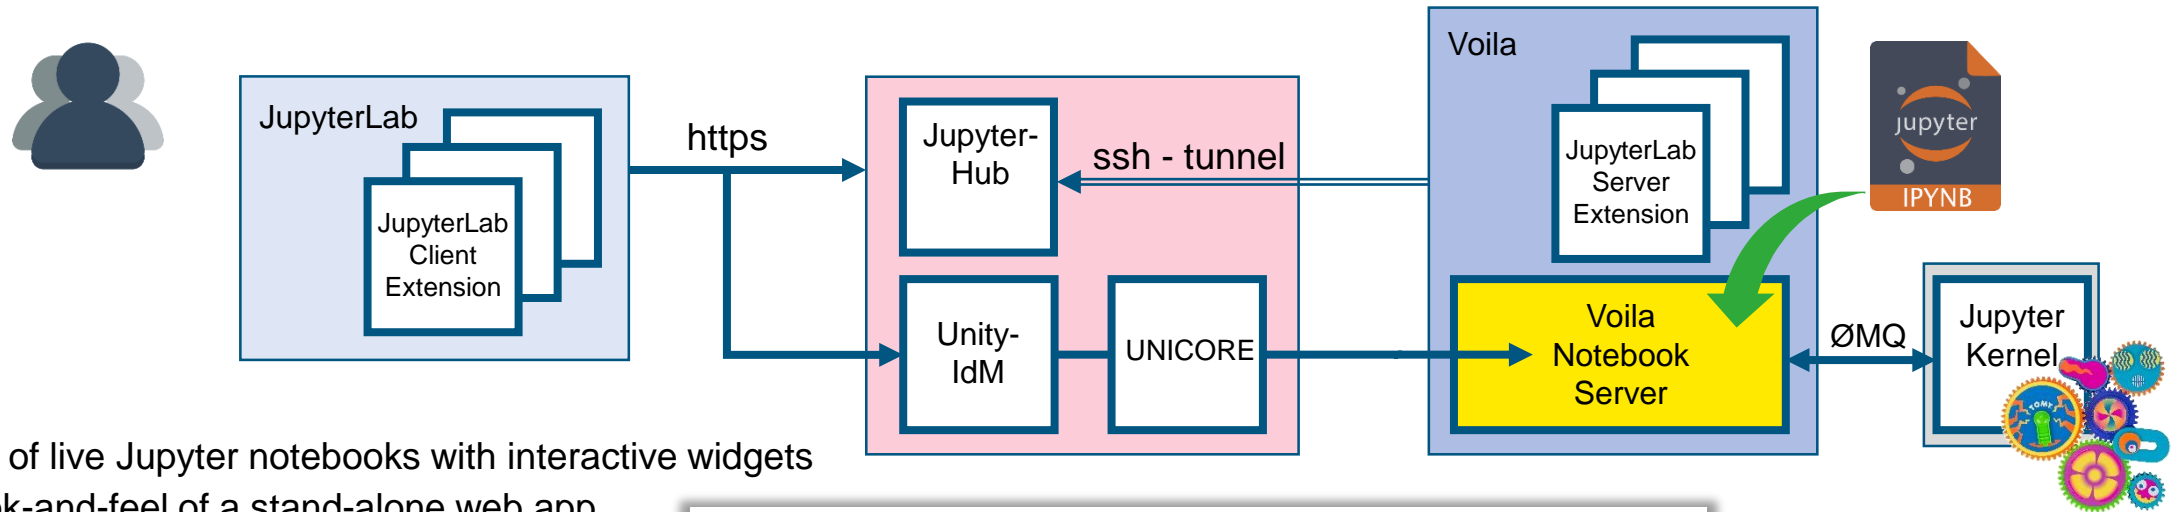 JupyterLab
JupyterLab
Client
Extension
https
Jupyter-
Hub
ssh - tunnel
Unity-
IdM
UNICORE
Voila
JupyterLab
Server
Extension
Voila
Notebook
Server
jupyter
IPYNB
ØMQ
Jupyter
Kernel
TOMY
of live Jupyter notebooks with interactive widgets
k-and-feel of a stand-alone web app